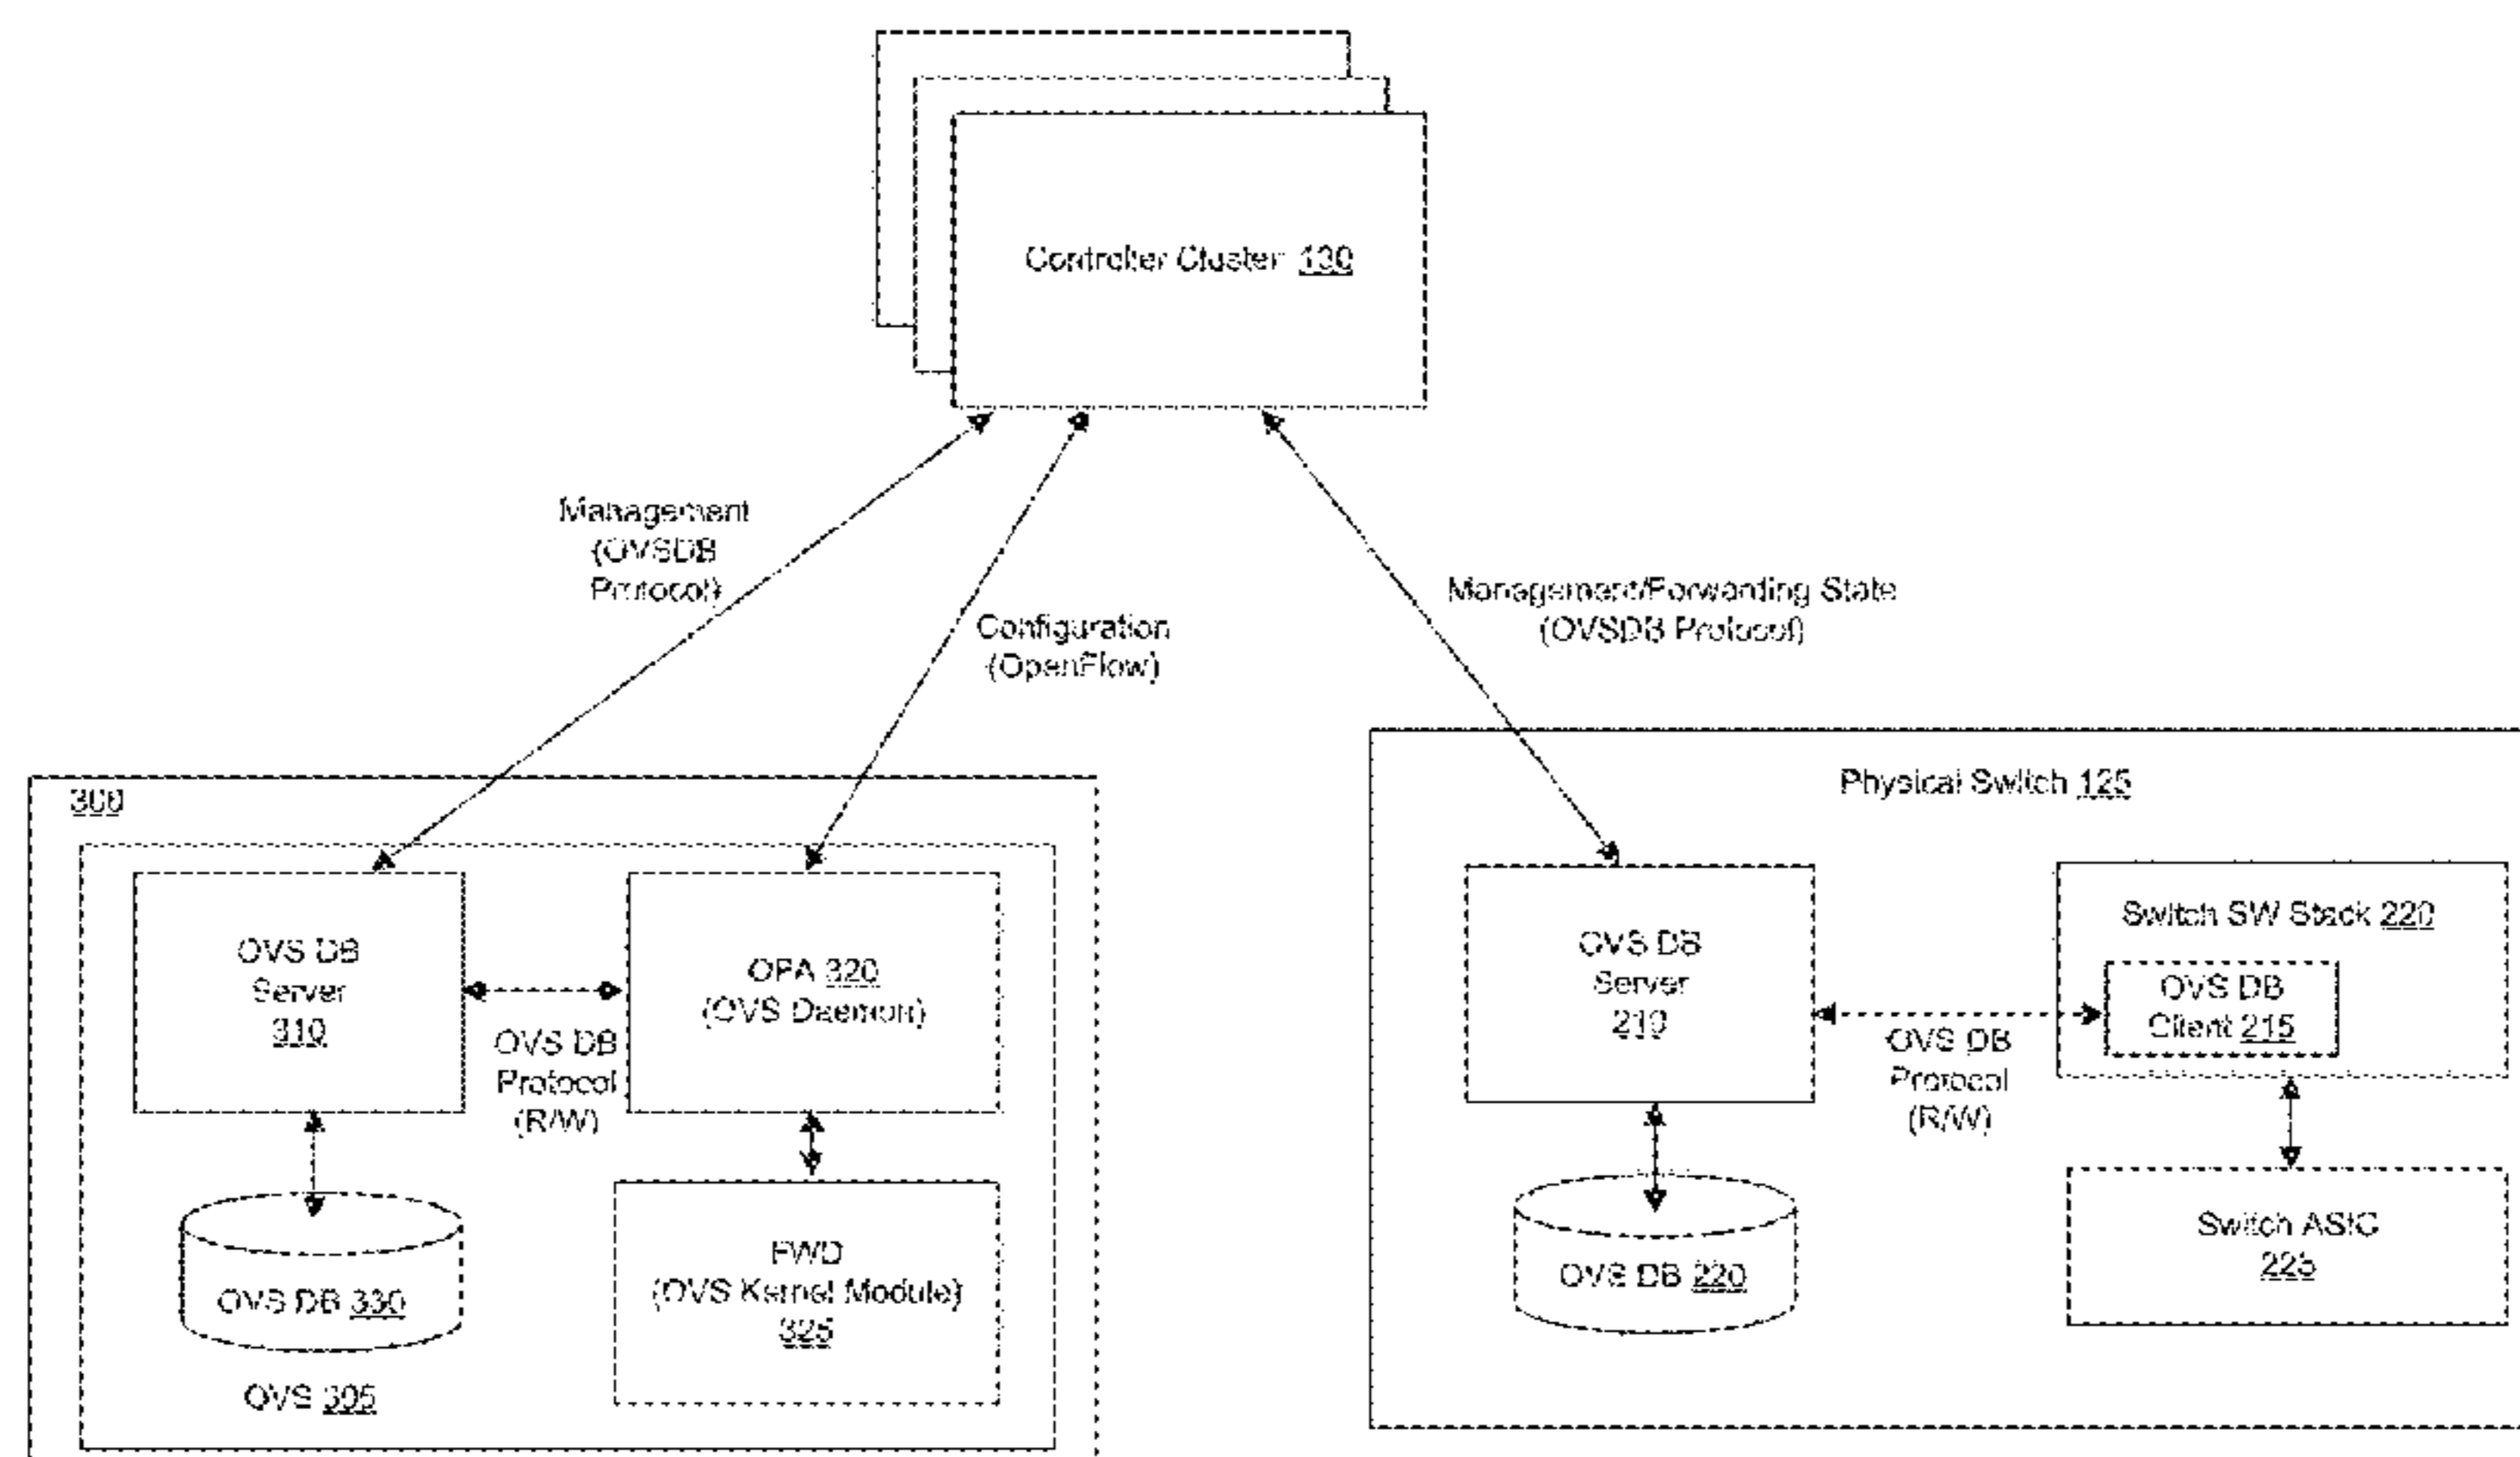 Controller Cluster 130
Management
(OVSDB
Protocol)
Configuration
(OpenFlow)
Management/Forwarding State
(OVSDB Protocol)
300
OVS DB
Server
310
OVS DB
Protocol
(R/W)
OFA 320
(OVS Daemon)
OVS DB 330
FWD
(OVS Kernel Module)
325
OVS 305
Physical Switch 125
OVS DB
Server
210
OVS DB
Protocol
(R/W)
Switch SW Stack 220
OVS DB
Client 215
OVS DB 220
Switch ASIC
225